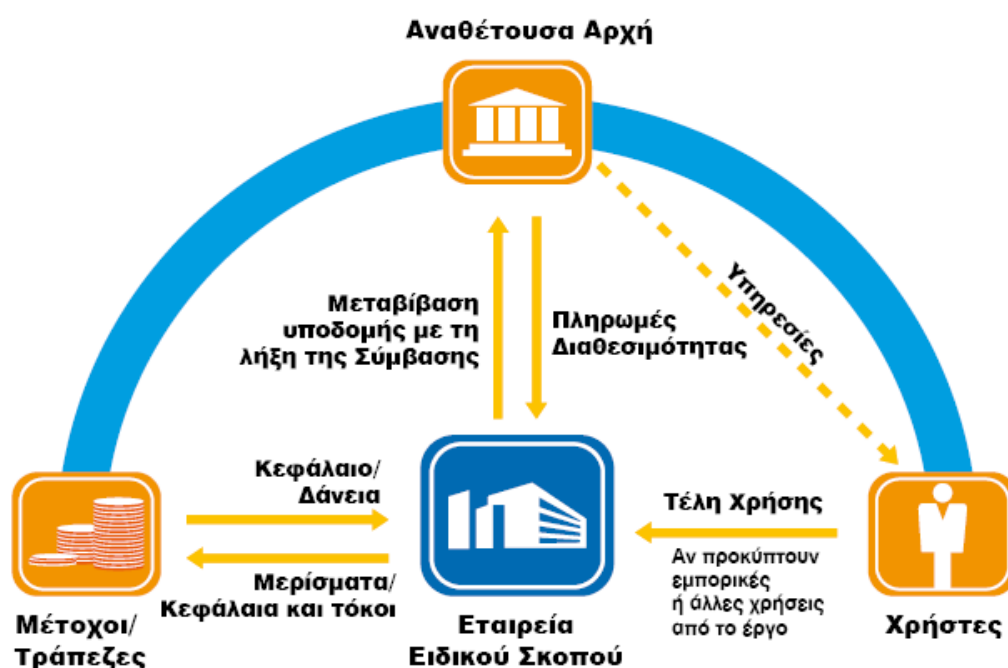 Αναθέτουσα Αρχή
Μεταβίβαση
υποδομής με τη
λήξη της Σύμβασης
Πληρωμές
Διαθεσιμότητας
Υπηρεσίες
Κεφάλαιο/
Δάνεια
Μερίσματα/
Κεφάλαια και τόκοι
Τέλη Χρήσης
Αν προκύπτουν
εμπορικές
ή άλλες χρήσεις
από το έργο
Μέτοχοι/
Τράπεζες
Εταιρεία
Ειδικού Σκοπού
Χρήστες